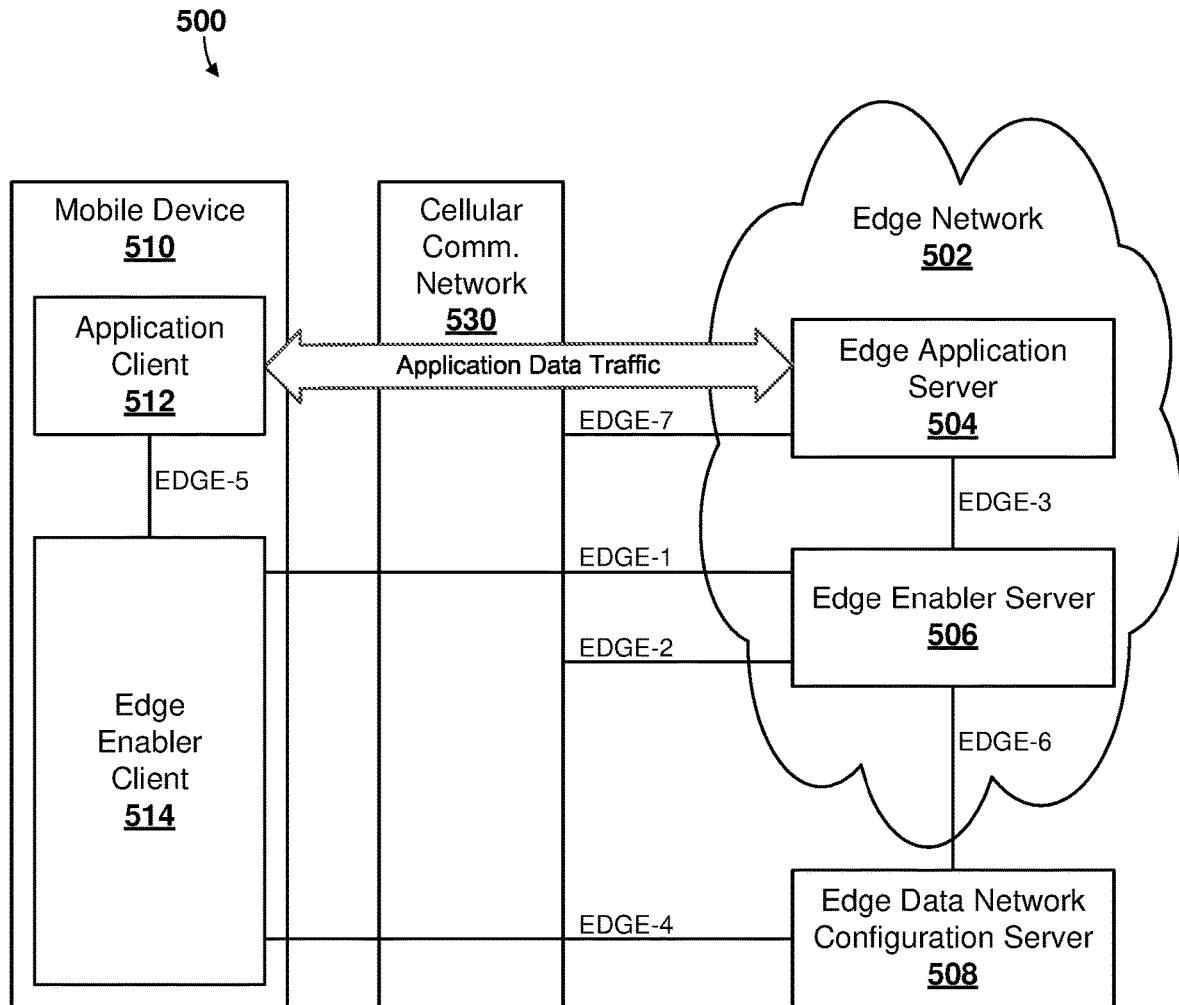 500
Mobile Device
510
Application
Client
512
EDGE-5
Edge
Enabler
Client
514
Cellular
Comm.
Network
530
Application Data Traffic
EDGE-7
EDGE-1
EDGE-2
EDGE-4
Edge Network
502
Edge Application
Server
504
EDGE-3
Edge Enabler Server
506
EDGE-6
Edge Data Network
Configuration Server
508